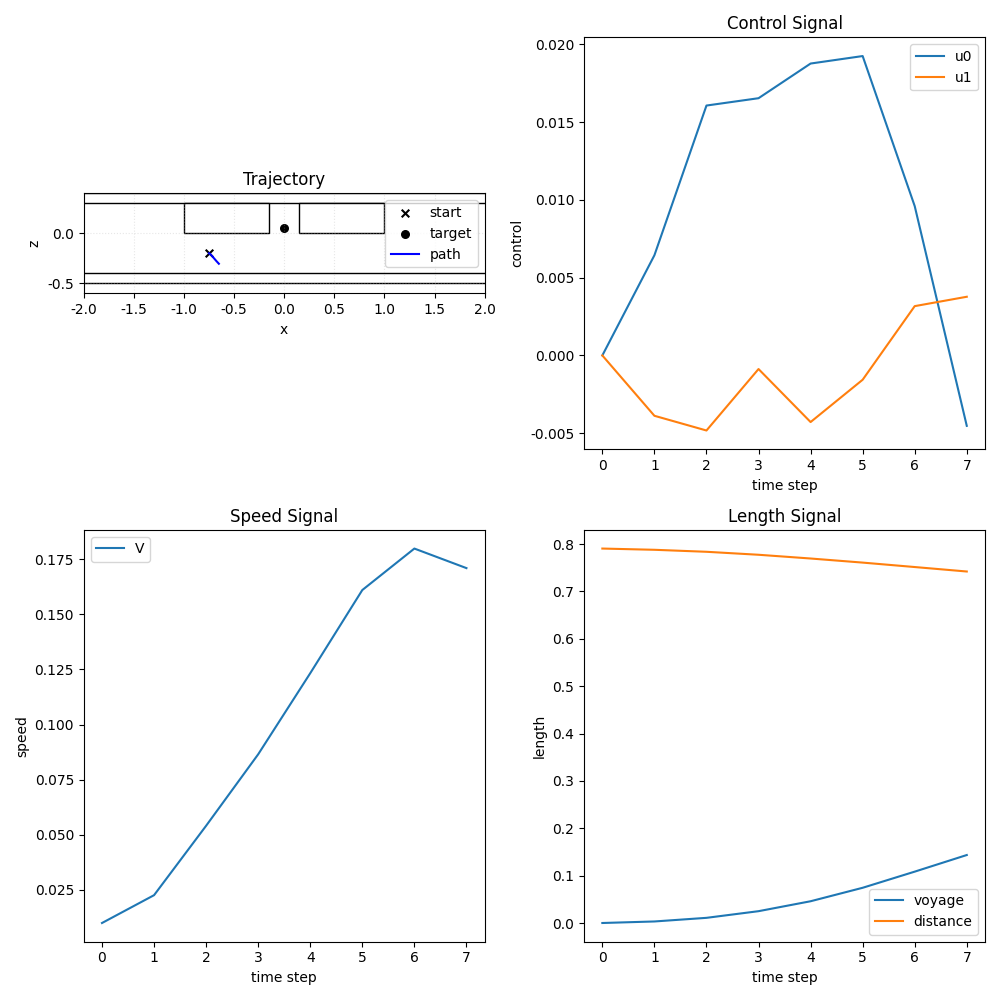 Trajectory
start
target
path
0.0
-0.5
z
-2.0 -1.5 -1.0 -0.5 0.0 0.5 1.0 1.5 2.0
x
Control Signal
u0
u1
0.020
0.015
0.010
0.005
0.000
-0.005
control
0 1 2 3 4 5 6 7
time step
Speed Signal
V
0.175
0.150
0.125
0.100
0.075
0.050
0.025
speed
0 1 2 3 4 5 6 7
time step
Length Signal
0.8
0.7
0.6
0.5
0.4
0.3
0.2
0.1
0.0
length
voyage
distance
0 1 2 3 4 5 6 7
time step